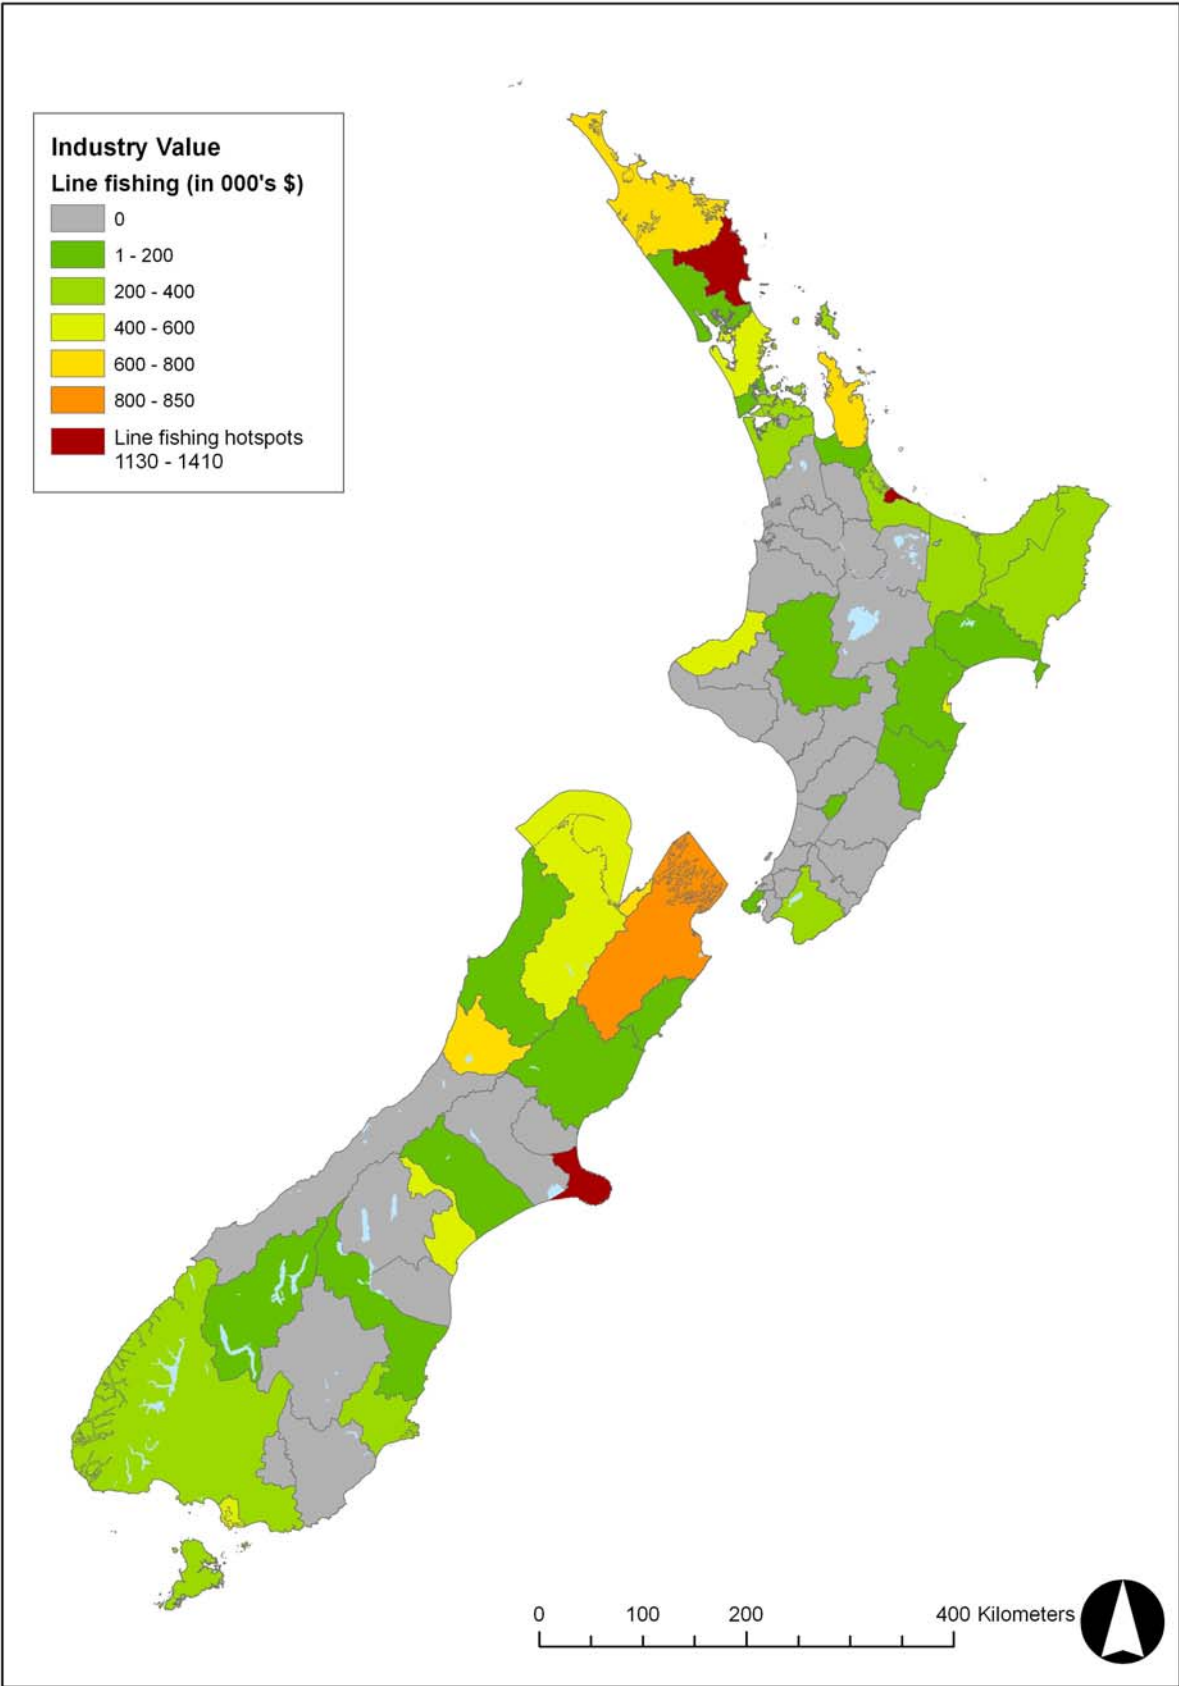 Industry Value
Line fishing (in 000's $)
0
1 - 200
200 - 400
400 - 600
600 - 800
800 - 850
Line fishing hotspots
1130 - 1410
0 100 200 400 Kilometers